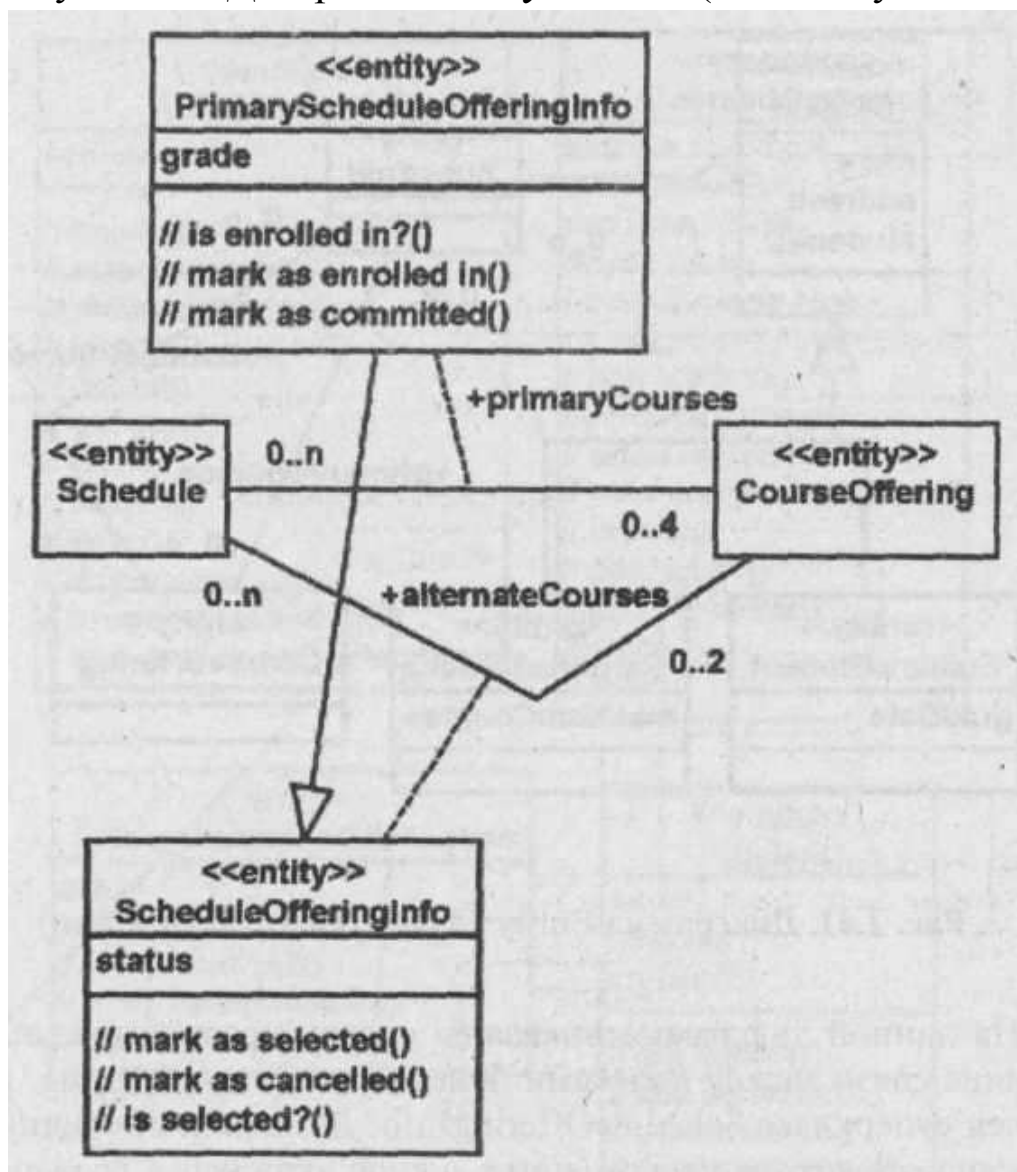 <<entity>>
PrimaryScheduleOfferingInfo
grade
// is enrolled in?()
// mark as enrolled in()
// mark as committed()
+primaryCourses
<<entity>>
Schedule
0..n
<<entity>>
CourseOffering
0..4
0..n
+alternateCourses
0..2
<<entity>>
ScheduleOfferingInfo
status
// mark as selected()
// mark as cancelled()
// is selected?()